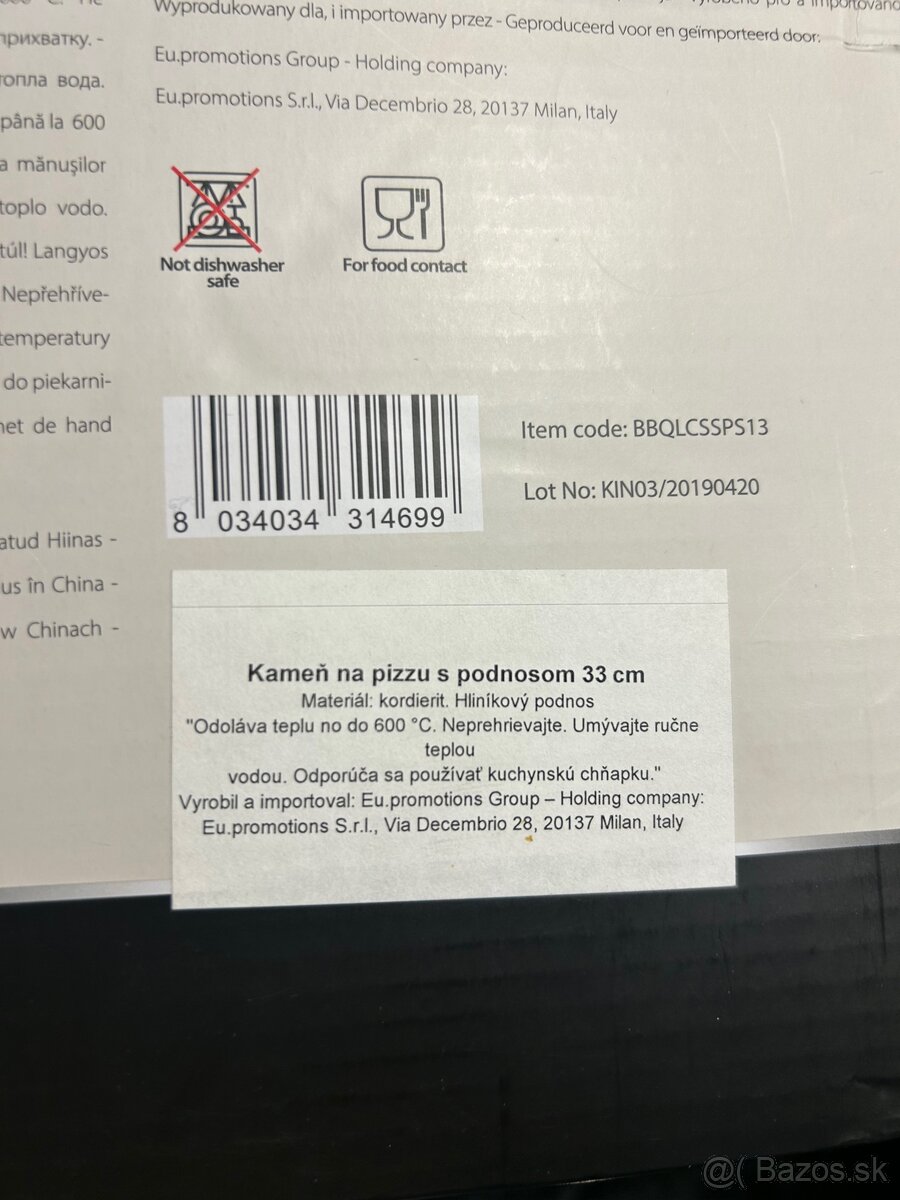 прихватку. -
вода.
până la 600
a mănușilor
toplo vodo.
túl! Langyos
Nepřehříve-
temperatury
do piekarni-
met de hand
atud Hiinas -
us în China -
w Chinach -
Wyprodukowany dla, i importowany przez - Geproduceerd voor en geïmporteerd door:
Eu.promotions Group - Holding company:
Eu.promotions S.r.l., Via Decembrio 28, 20137 Milan, Italy
Not dishwasher
safe
For food contact
8 034034 314699
Item code: BBQLCSSPS13
Lot No: KIN03/20190420
Kameň na pizzu s podnosom 33 cm
Materiál: kordierit. Hliníkový podnos
"Odoláva teplu no do 600 °C. Neprehrievajte. Umývajte ručne
teplou
vodou. Odporúča sa používať kuchynskú chňapku."
Vyrobil a importoval: Eu.promotions Group – Holding company:
Eu.promotions S.r.l., Via Decembrio 28, 20137 Milan, Italy
@( Bazos.sk